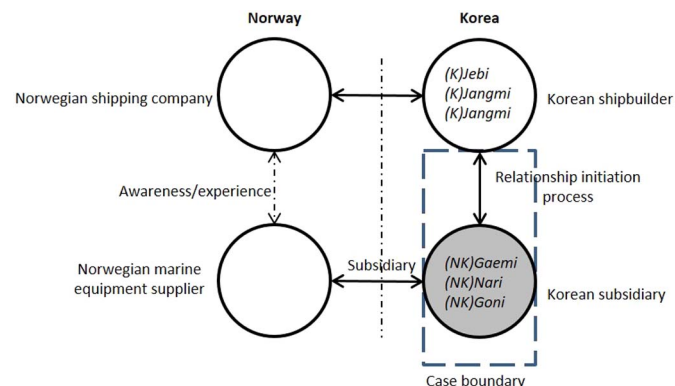 Norway
Korea
(K)Jebi
(K)Jangmi
(K)Jangmi
Norwegian shipping company
Korean shipbuilder
Awareness/experience
Relationship initiation
process
Norwegian marine
equipment supplier
Subsidiary
(NK)Gaemi
(NK)Nari
(NK)Goni
Korean subsidiary
Case boundary